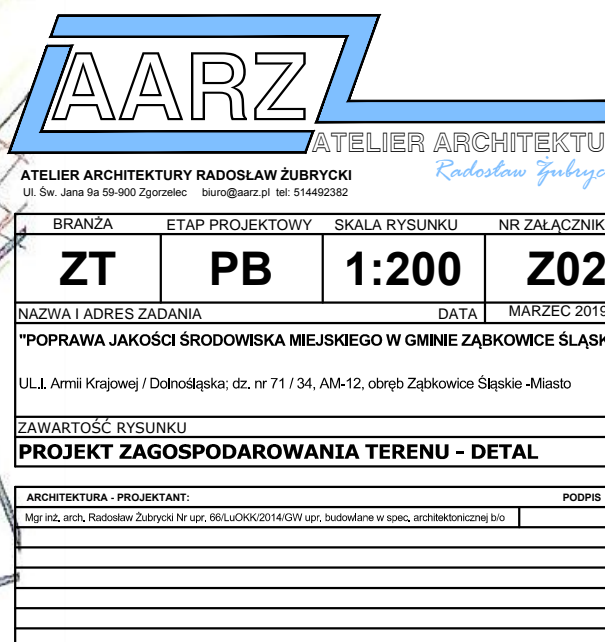 AARZ
ATELIER ARCHITEKTU
Radosław Żubryc
ATELIER ARCHITEKTURY RADOSŁAW ŻUBRYCKI
Ul. Św. Jana 9a 59-900 Zgorzelec biuro@aarz.pl tel: 514492382
BRANŻA ETAP PROJEKTOWY SKALA RYSUNKU NR ZAŁĄCZNIK
ZT PB 1:200 Z02
NAZWA I ADRES ZADANIA DATA MARZEC 2019
"POPRAWA JAKOŚCI ŚRODOWISKA MIEJSKIEGO W GMINIE ZĄBKOWICE ŚLĄSK
UL.I. Armii Krajowej / Dolnośląska; dz. nr 71 / 34, AM-12, obręb Ząbkowice Śląskie -Miasto
ZAWARTOŚĆ RYSUNKU
PROJEKT ZAGOSPODAROWANIA TERENU - DETAL
ARCHITEKTURA - PROJEKTANT: PODPIS
Mgr inż. arch. Radosław Żubrycki Nr upr. 66/LuOKK/2014/GW upr. budowlane w spec. architektonicznej b/o